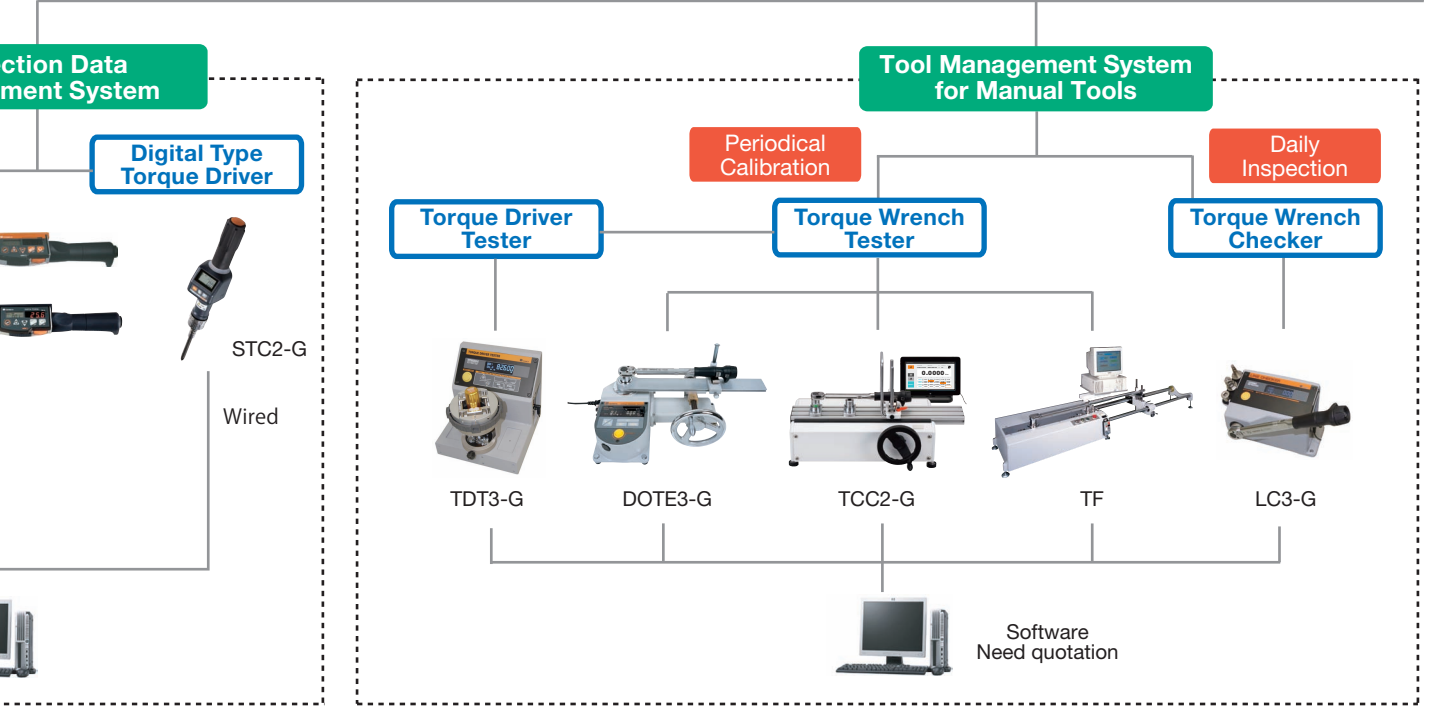 ction Data
ment System
Digital Type
Torque Driver
STC2-G
Wired
Tool Management System
for Manual Tools
Periodical
Calibration
Daily
Inspection
Torque Driver
Tester
Torque Wrench
Tester
Torque Wrench
Checker
TDT3-G
DOTE3-G
TCC2-G
TF
LC3-G
Software
Need quotation